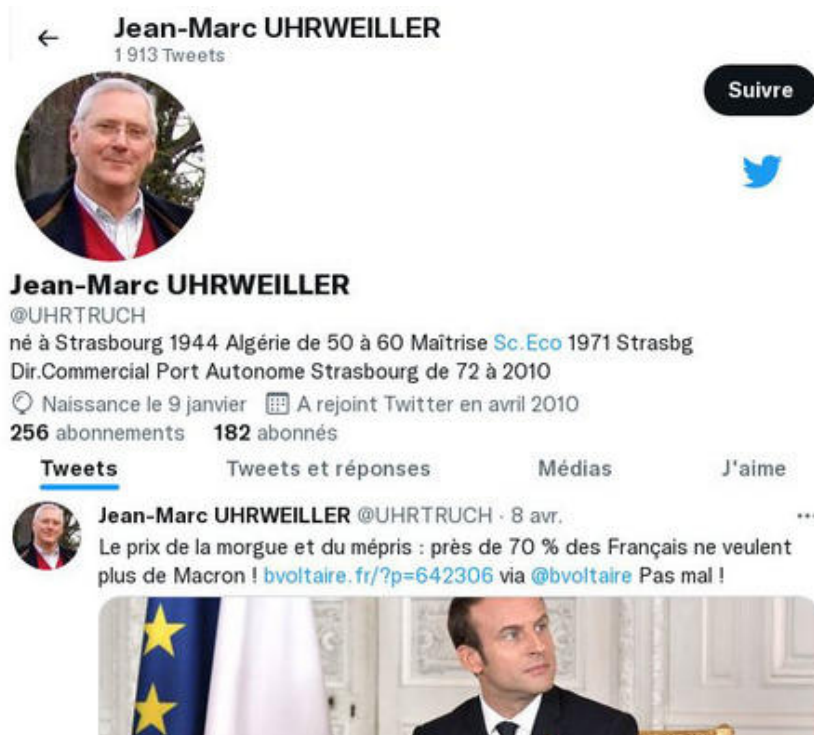 Jean-Marc UHRWEILLER
1 913 Tweets
Suivre
Jean-Marc UHRWEILLER
@UHRTRUCH
né à Strasbourg 1944 Algérie de 50 à 60 Maîtrise Sc.Eco 1971 Strasbg
Dir.Commercial Port Autonome Strasbourg de 72 à 2010
Naissance le 9 janvier A rejoint Twitter en avril 2010
256 abonnements 182 abonnés
Tweets Tweets et réponses Médias J'aime
Jean-Marc UHRWEILLER @UHRTRUCH · 8 avr.
Le prix de la morgue et du mépris : près de 70 % des Français ne veulent
plus de Macron ! bvoltaire.fr/?p=642306 via @bvoltaire Pas mal !